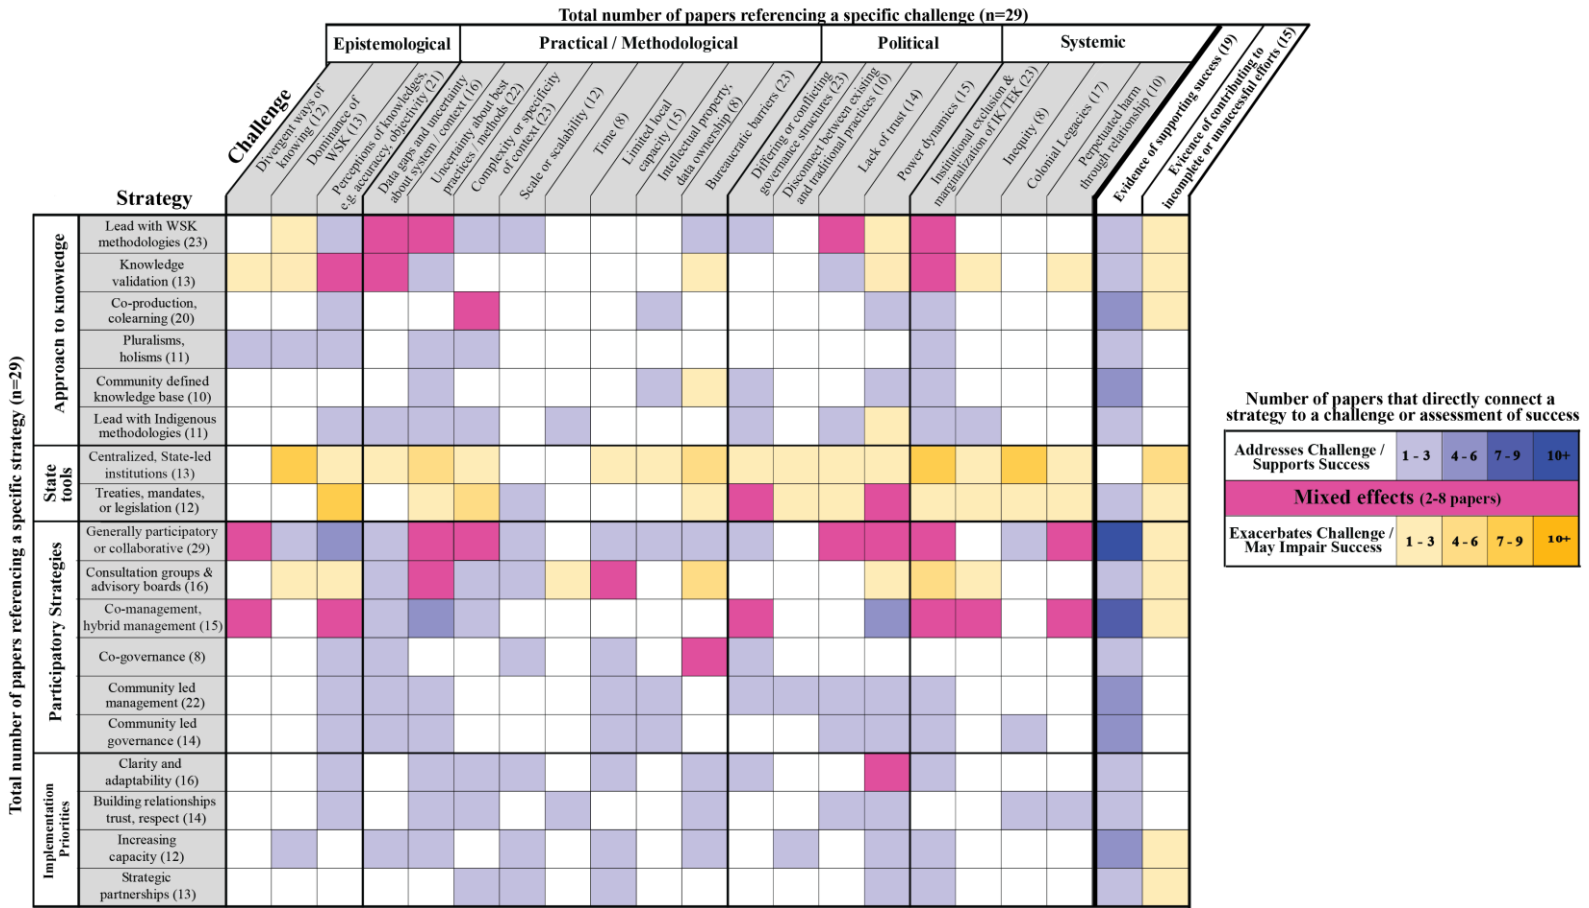 Total number of papers referencing a specific challenge (n=29)
Epistemological
Practical / Methodological
Political
Systemic
Challenge
Divergent ways of
knowing (12)
Dominance of
WSK (13)
Perceptions of knowledges,
e.g. accuracy, objectivity (21)
Data gaps and uncertainty
about system / context (16)
Uncertainty about best
practices / methods (22)
Complexity or specificity
of context (23)
Scale or scalability (12)
Time (8)
Limited local
capacity (15)
Intellectual property,
data ownership (8)
Bureaucratic barriers (23)
Differing or conflicting
governance structures (23)
Disconnect between existing
and traditional practices (10)
Lack of trust (14)
Power dynamics (15)
Institutional exclusion &
marginalization of IK/TEK (23)
Inequity (8)
Colonial Legacies (17)
Perpetuated harm
through relationship (10)
Evidence of supporting success (19)
Evidence of contributing to
incomplete or unsuccessful efforts (15)
Strategy
Total number of papers referencing a specific strategy (n=29)
Approach to knowledge
Lead with WSK
methodologies (23)
Knowledge
validation (13)
Co-production,
colearning (20)
Pluralisms,
holisms (11)
Community defined
knowledge base (10)
Lead with Indigenous
methodologies (11)
State
tools
Centralized, State-led
institutions (13)
Treaties, mandates,
or legislation (12)
Participatory Strategies
Generally participatory
or collaborative (29)
Consultation groups &
advisory boards (16)
Co-management,
hybrid management (15)
Co-governance (8)
Community led
management (22)
Community led
governance (14)
Implementation
Priorities
Clarity and
adaptability (16)
Building relationships
trust, respect (14)
Increasing
capacity (12)
Strategic
partnerships (13)
Number of papers that directly connect a
strategy to a challenge or assessment of success
Addresses Challenge /
Supports Success
1 - 3
4 - 6
7 - 9
10+
Mixed effects (2-8 papers)
Exacerbates Challenge /
May Impair Success
1 - 3
4 - 6
7 - 9
10+